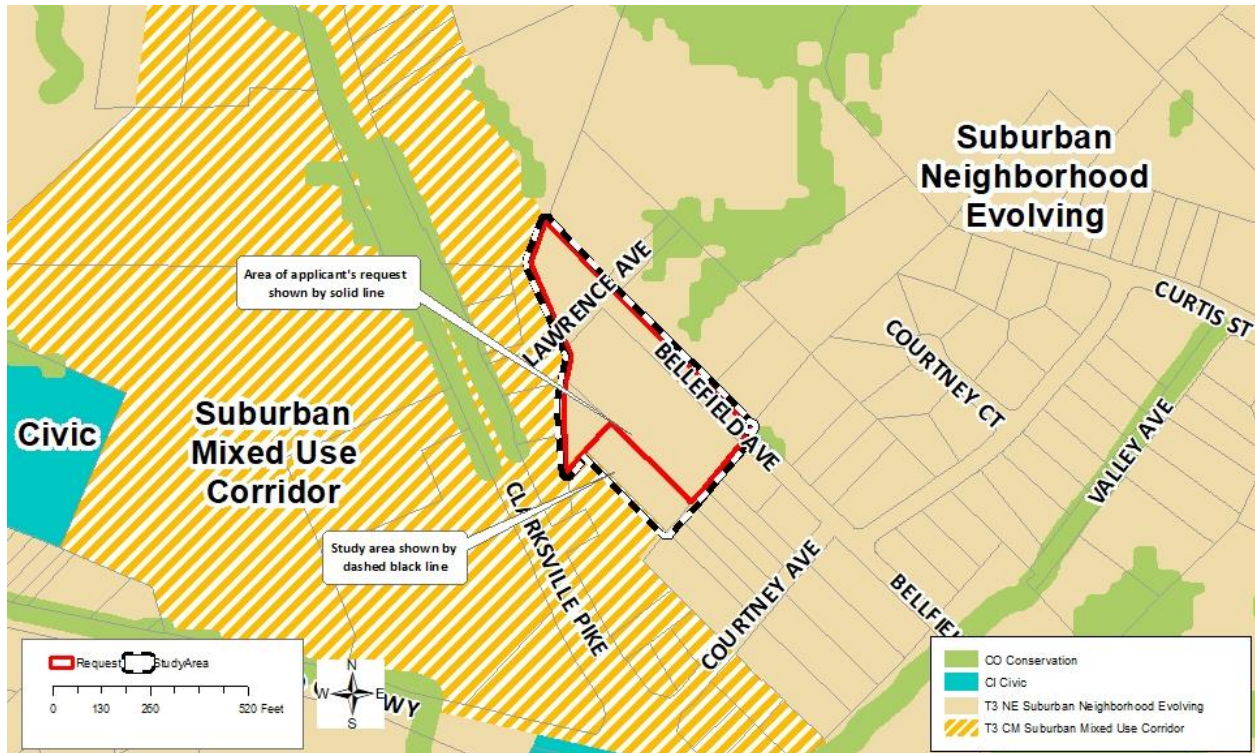 Suburban
Neighborhood
Evolving
Area of applicant's request
shown by solid line
LAWRENCE AVE
CURTIS ST
BELLEFIELD AVE
COURTNEY CT
Civic
Suburban
Mixed Use
Corridor
VALLEY AVE
CLARKSVILLE PIKE
Study area shown by
dashed black line
COURTNEY AVE
Request
StudyArea
0 130 260 520 Feet
N
W E
S
WY
CO Conservation
CI Civic
T3 NE Suburban Neighborhood Evolving
T3 CM Suburban Mixed Use Corridor